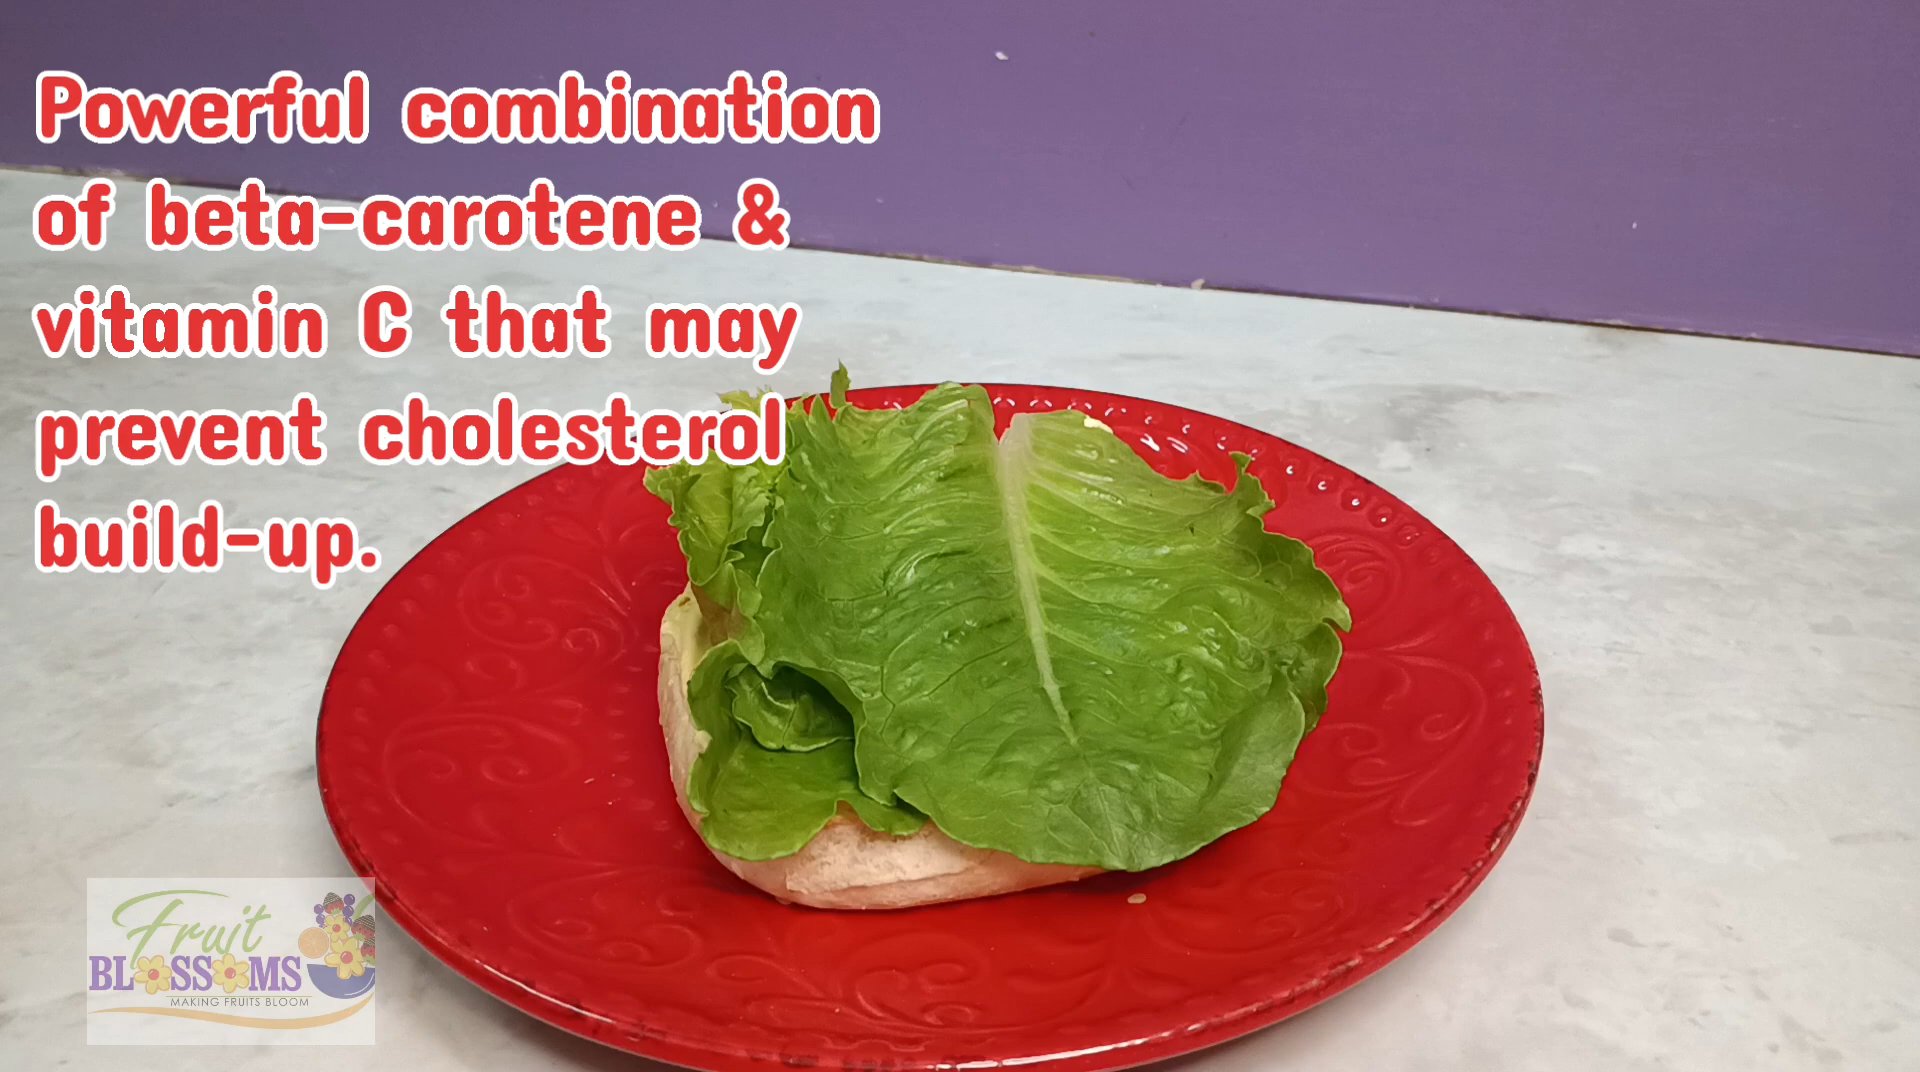 Powerful combination
of beta-carotene &
vitamin C that may
prevent cholesterol
build-up.
Fruit
BLOSSOMS
MAKING FRUITS BLOOM